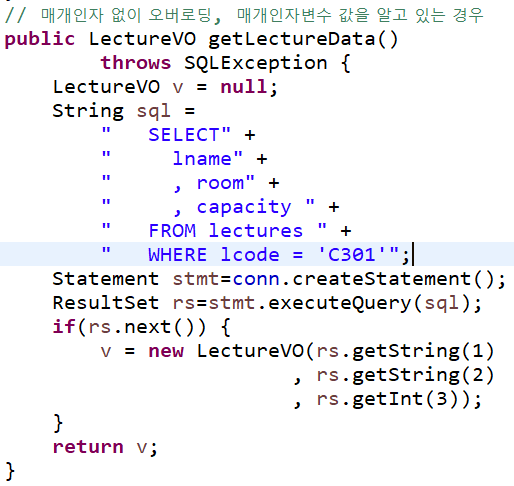 // 매개인자 없이 오버로딩, 매개인자변수 값을 알고 있는 경우
public LectureVO getLectureData()
        throws SQLException {
    LectureVO v = null;
    String sql =
        "   SELECT" +
        "     lname" +
        "     , room" +
        "     , capacity " +
        "   FROM lectures " +
        "   WHERE lcode = 'C301'";
    Statement stmt=conn.createStatement();
    ResultSet rs=stmt.executeQuery(sql);
    if(rs.next()) {
        v = new LectureVO(rs.getString(1)
                        , rs.getString(2)
                        , rs.getInt(3));
    }
    return v;
}